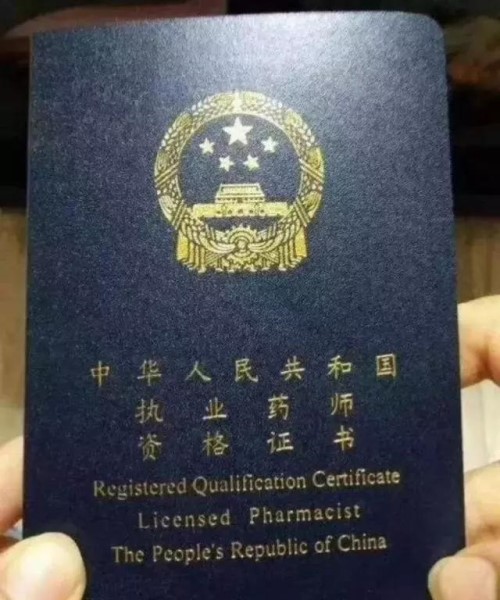 中华人民共和国
执业药师
资格证书
Registered Qualification Certificate
Licensed Pharmacist
The People's Republic of China